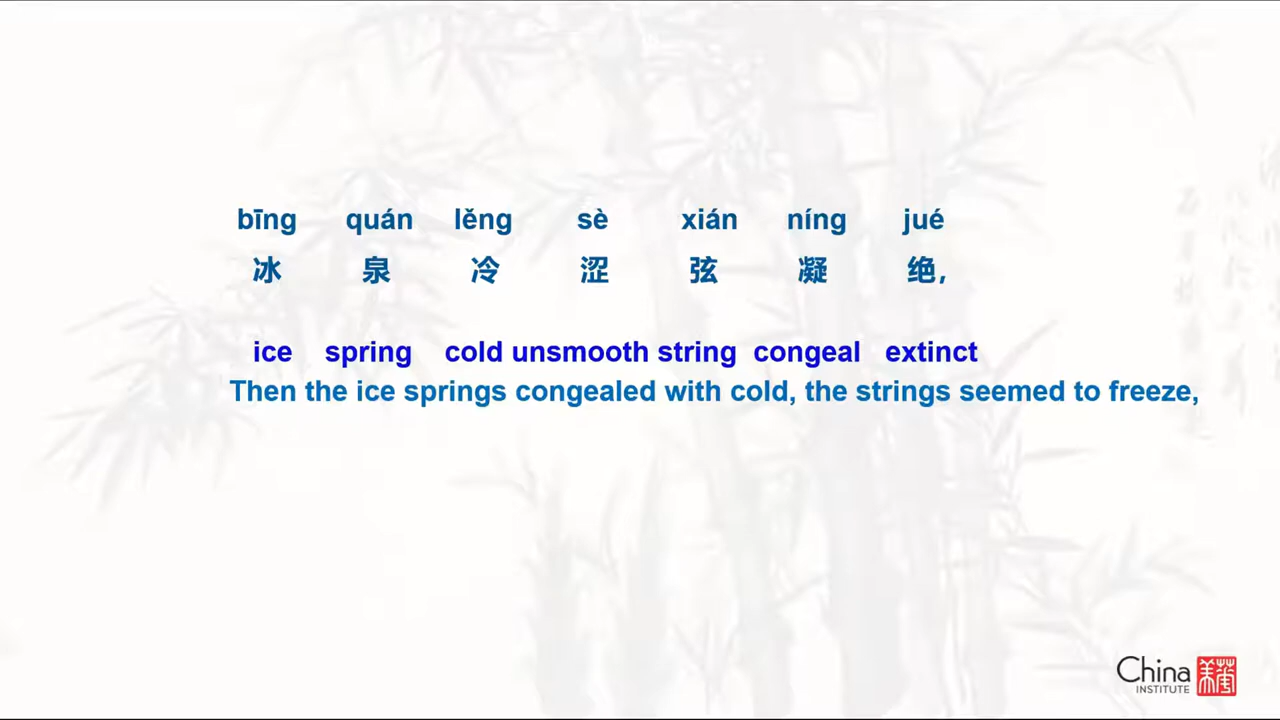 bīng quán lěng sè xián níng jué
冰 泉 冷 涩 弦 凝 绝,
ice spring cold unsmooth string congeal extinct
Then the ice springs congealed with cold, the strings seemed to freeze,
China
INSTITUTE